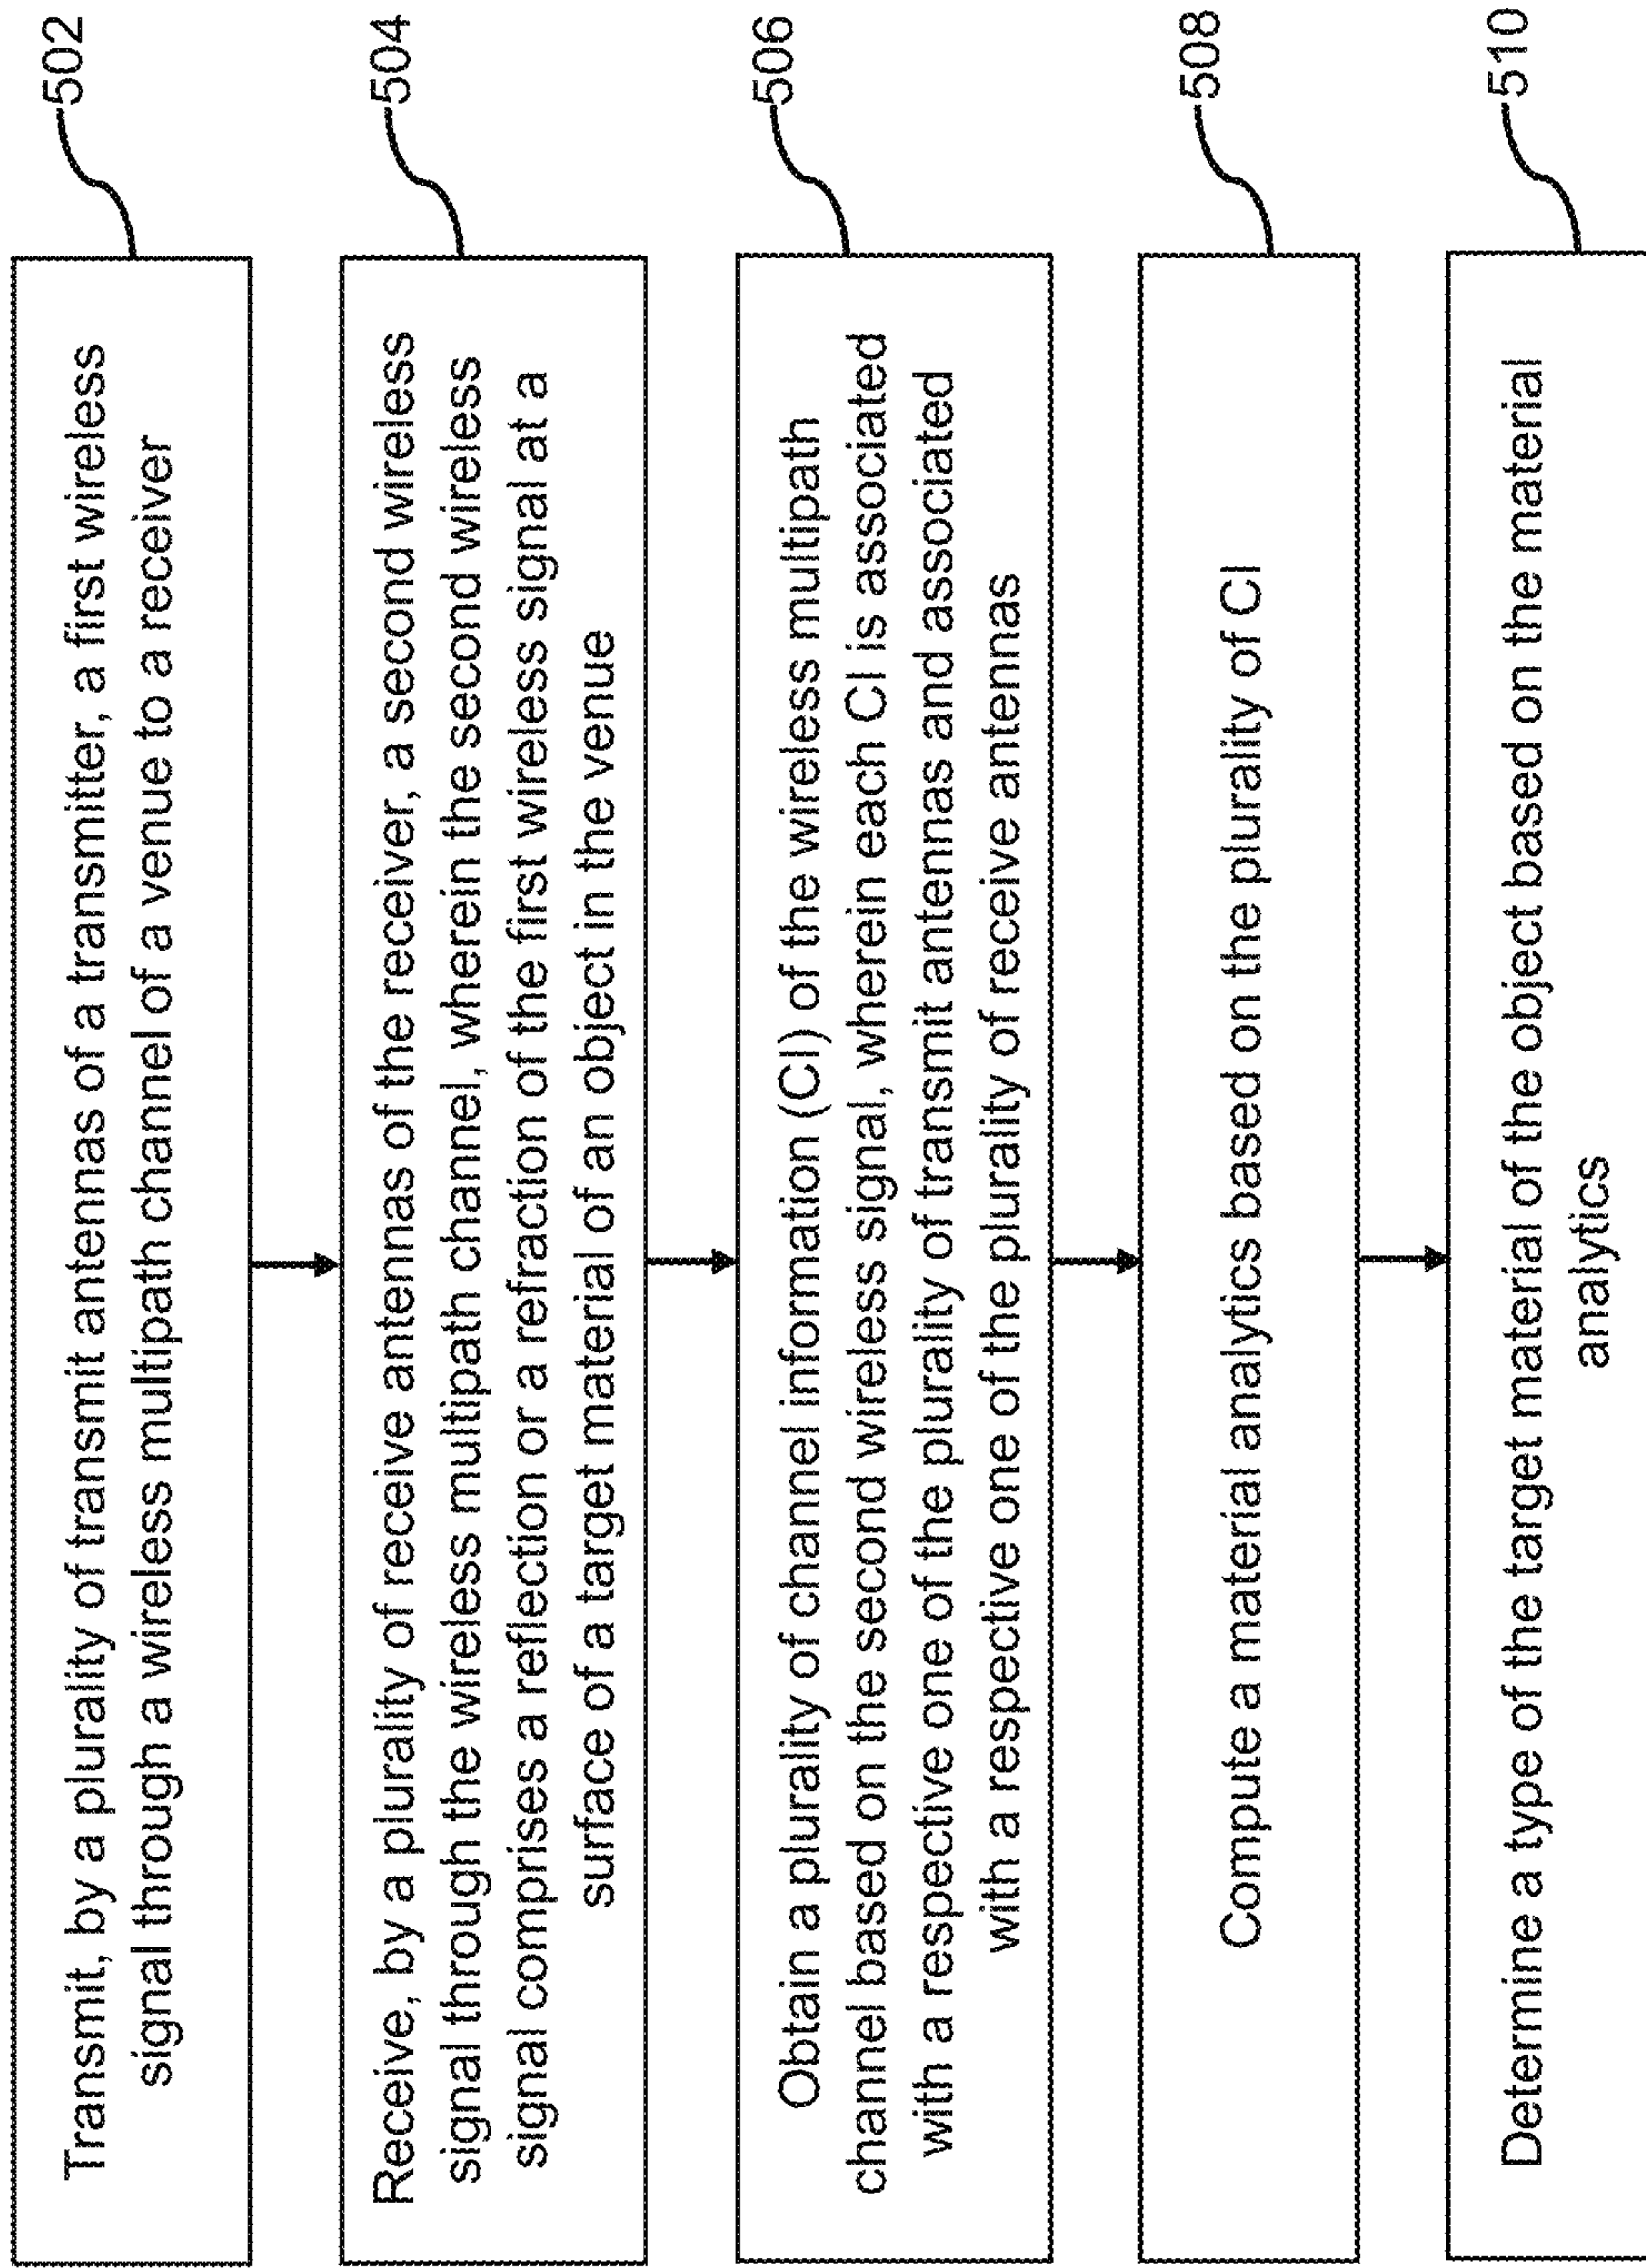 Transmit, by a plurality of transmit antennas of a transmitter, a first wireless
signal through a wireless multipath channel of a venue to a receiver
502
Receive, by a plurality of receive antennas of the receiver, a second wireless
signal through the wireless multipath channel, wherein the second wireless
signal comprises a reflection or a refraction of the first wireless signal at a
surface of a target material of an object in the venue
504
Obtain a plurality of channel information (CI) of the wireless multipath
channel based on the second wireless signal, wherein each CI is associated
with a respective one of the plurality of transmit antennas and associated
with a respective one of the plurality of receive antennas
506
Compute a material analytics based on the plurality of CI
508
Determine a type of the target material of the object based on the material
analytics
510